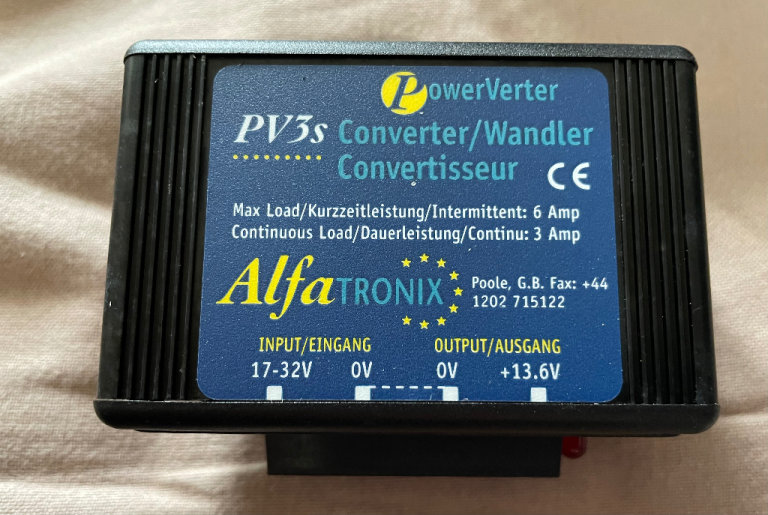 PowerVerter
PV3s Converter/Wandler
Convertisseur CE
Max Load/Kurzzeitleistung/Intermittent: 6 Amp
Continuous Load/Dauerleistung/Continu: 3 Amp
AlfaTRONIX
Poole, G.B. Fax: +44
1202 715122
INPUT/EINGANG OUTPUT/AUSGANG
17-32V 0V 0V +13.6V